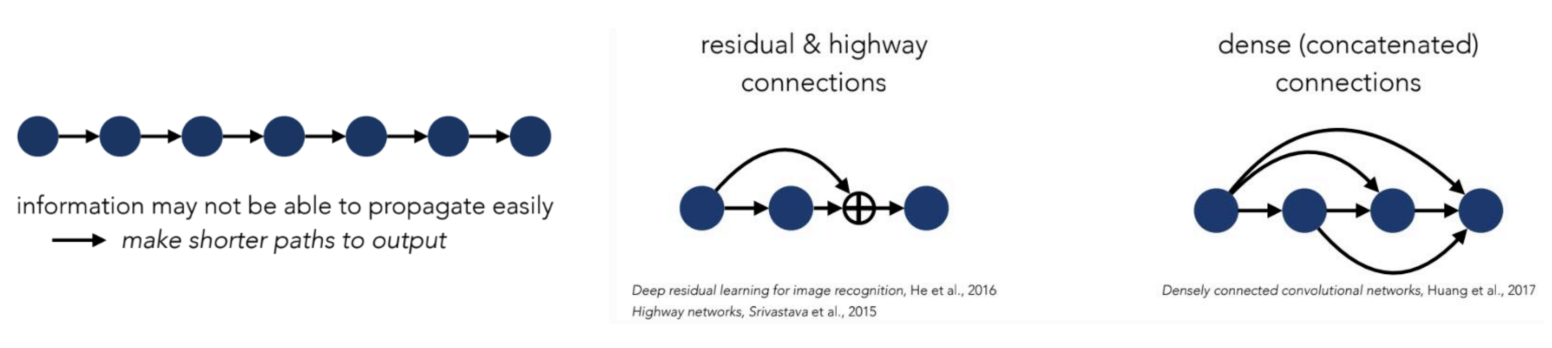 information may not be able to propagate easily
make shorter paths to output
residual & highway
connections
Deep residual learning for image recognition, He et al., 2016
Highway networks, Srivastava et al., 2015
dense (concatenated)
connections
Densely connected convolutional networks, Huang et al., 2017